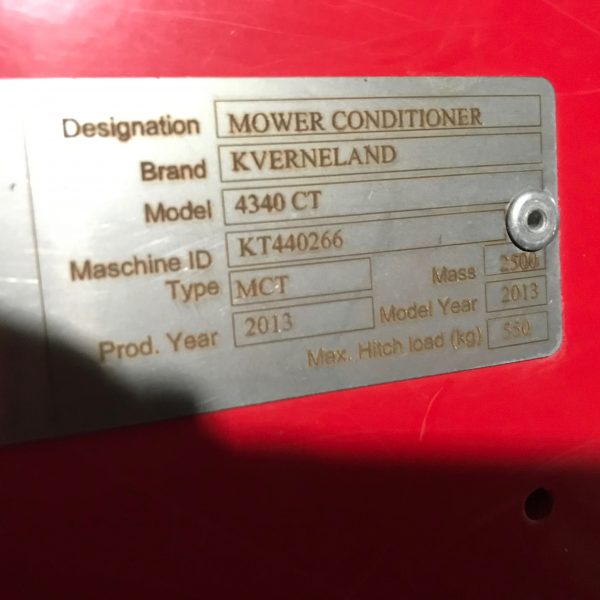 Designation MOWER CONDITIONER
Brand KVERNELAND
Model 4340 CT
Maschine ID KT440266
Type MCT Mass 2500
Prod. Year 2013 Model Year 2013
Max. Hitch load (kg) 550